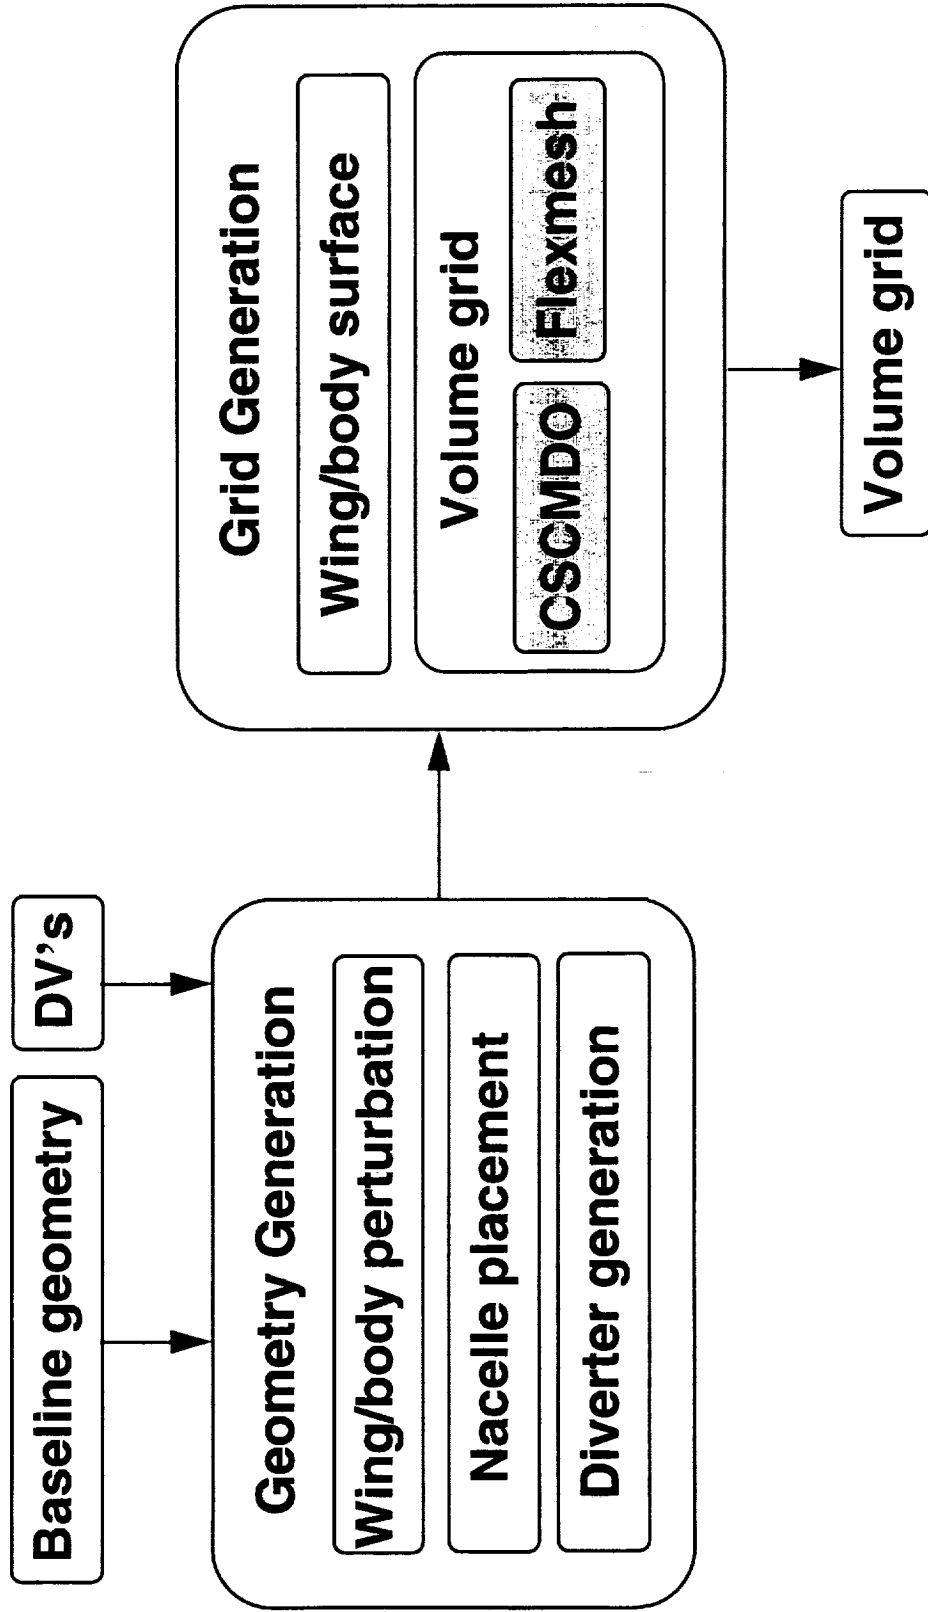 Baseline geometry
DV's
Geometry Generation
Wing/body perturbation
Nacelle placement
Diverter generation
Grid Generation
Wing/body surface
Volume grid
CSCMDO
Flexmesh
Volume grid